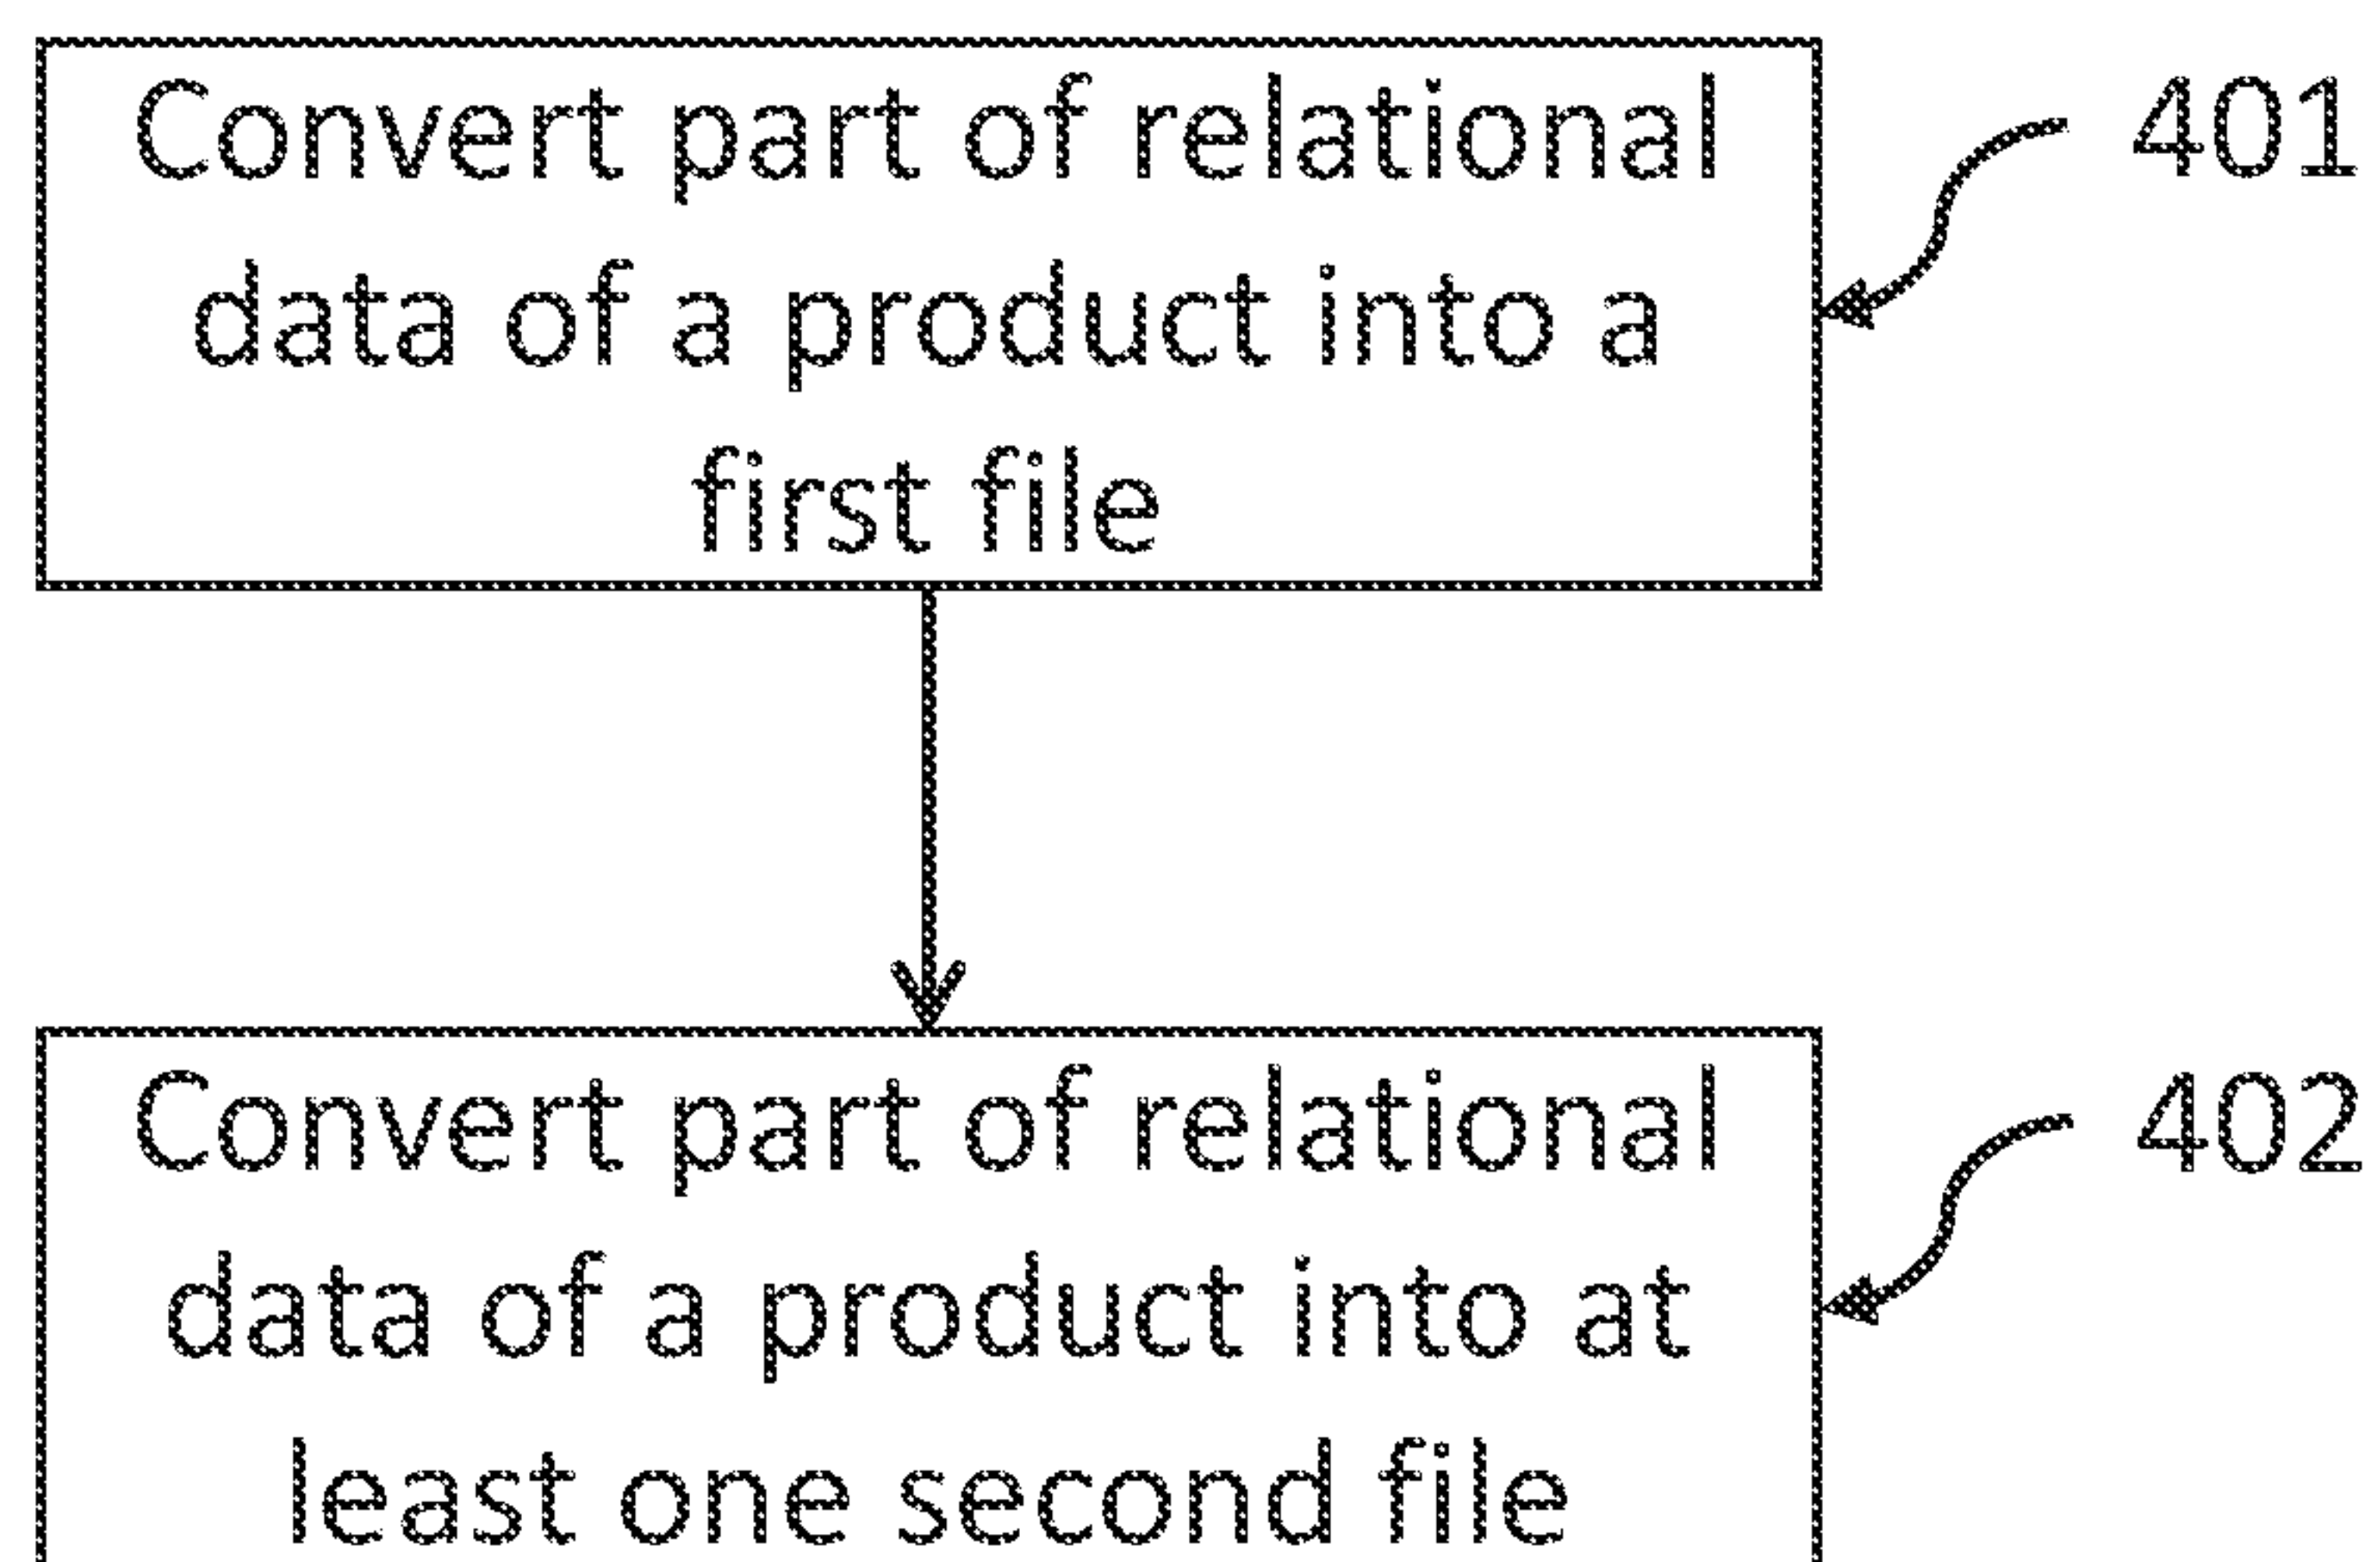 Convert part of relational
data of a product into a
first file
401
Convert part of relational
data of a product into at
least one second file
402